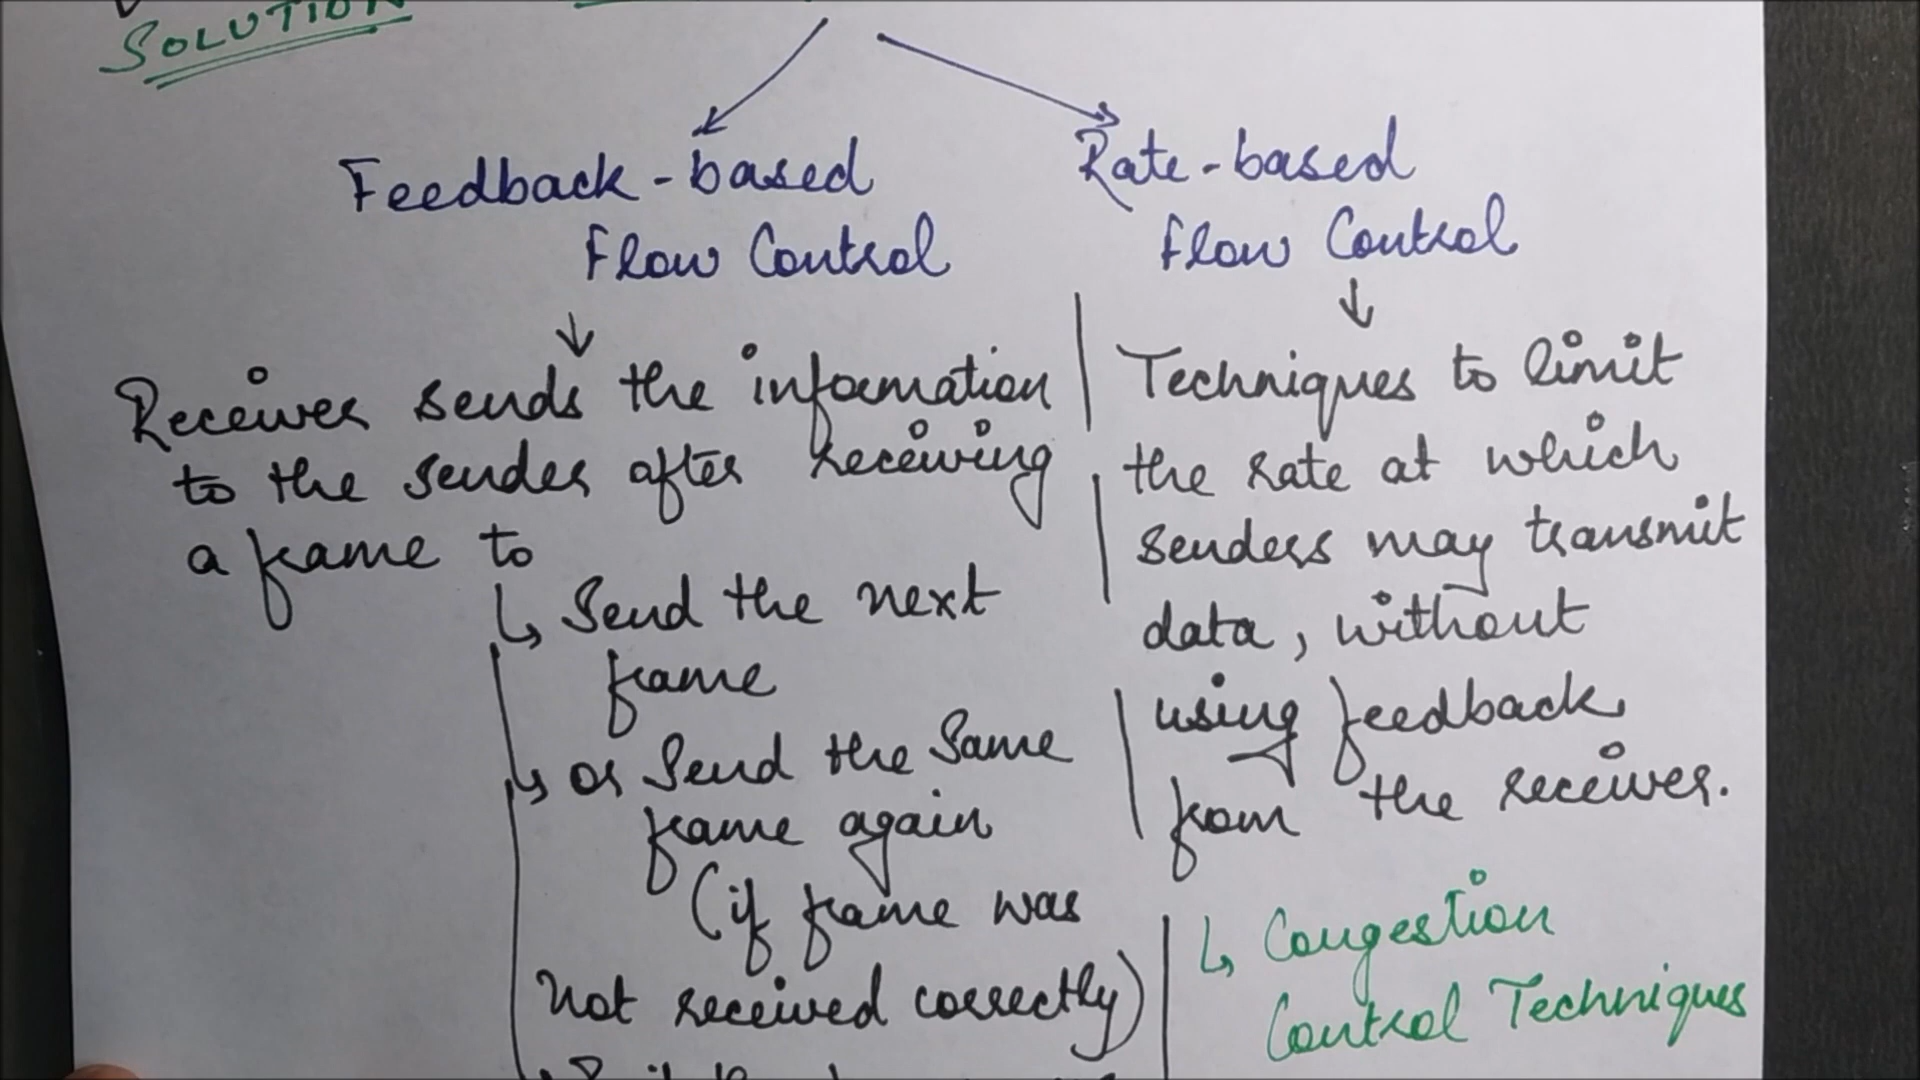 SOLUTION
Feedback-based
Flow Control
Receiver sends the information
to the sender after receiving
a frame to
↳ Send the next
frame
↳ or Send the Same
frame again
(if frame was
not received correctly)
Rate-based
Flow Control
Techniques to limit
the rate at which
senders may transmit
data, without
using feedback
from the receiver.
↳ Congestion
Control Techniques